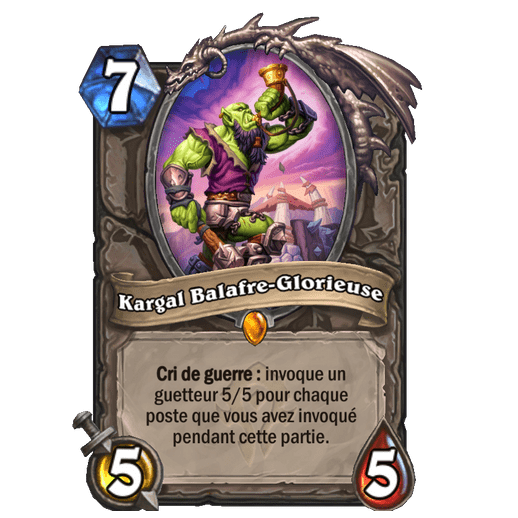 7
Kargal Balafre-Glorieuse
Cri de guerre : invoque un
guetteur 5/5 pour chaque
poste que vous avez invoqué
pendant cette partie.
5
5